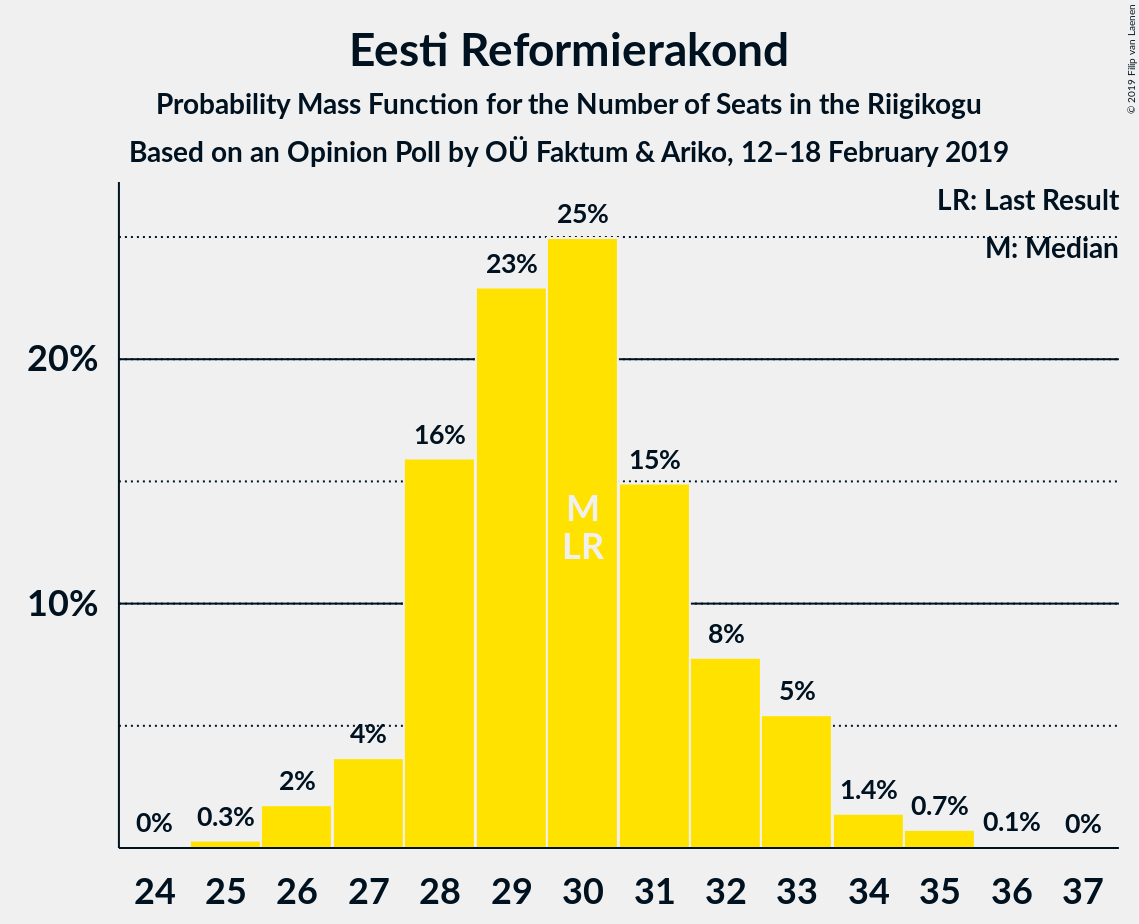 Eesti Reformierakond
Probability Mass Function for the Number of Seats in the Riigikogu
Based on an Opinion Poll by OÜ Faktum & Ariko, 12–18 February 2019
© 2019 Filip van Laenen
LR: Last Result
M: Median
20%
10%
0%
0.3%
2%
4%
16%
23%
25%
15%
8%
5%
1.4%
0.7%
0.1%
0%
M
LR
24 25 26 27 28 29 30 31 32 33 34 35 36 37